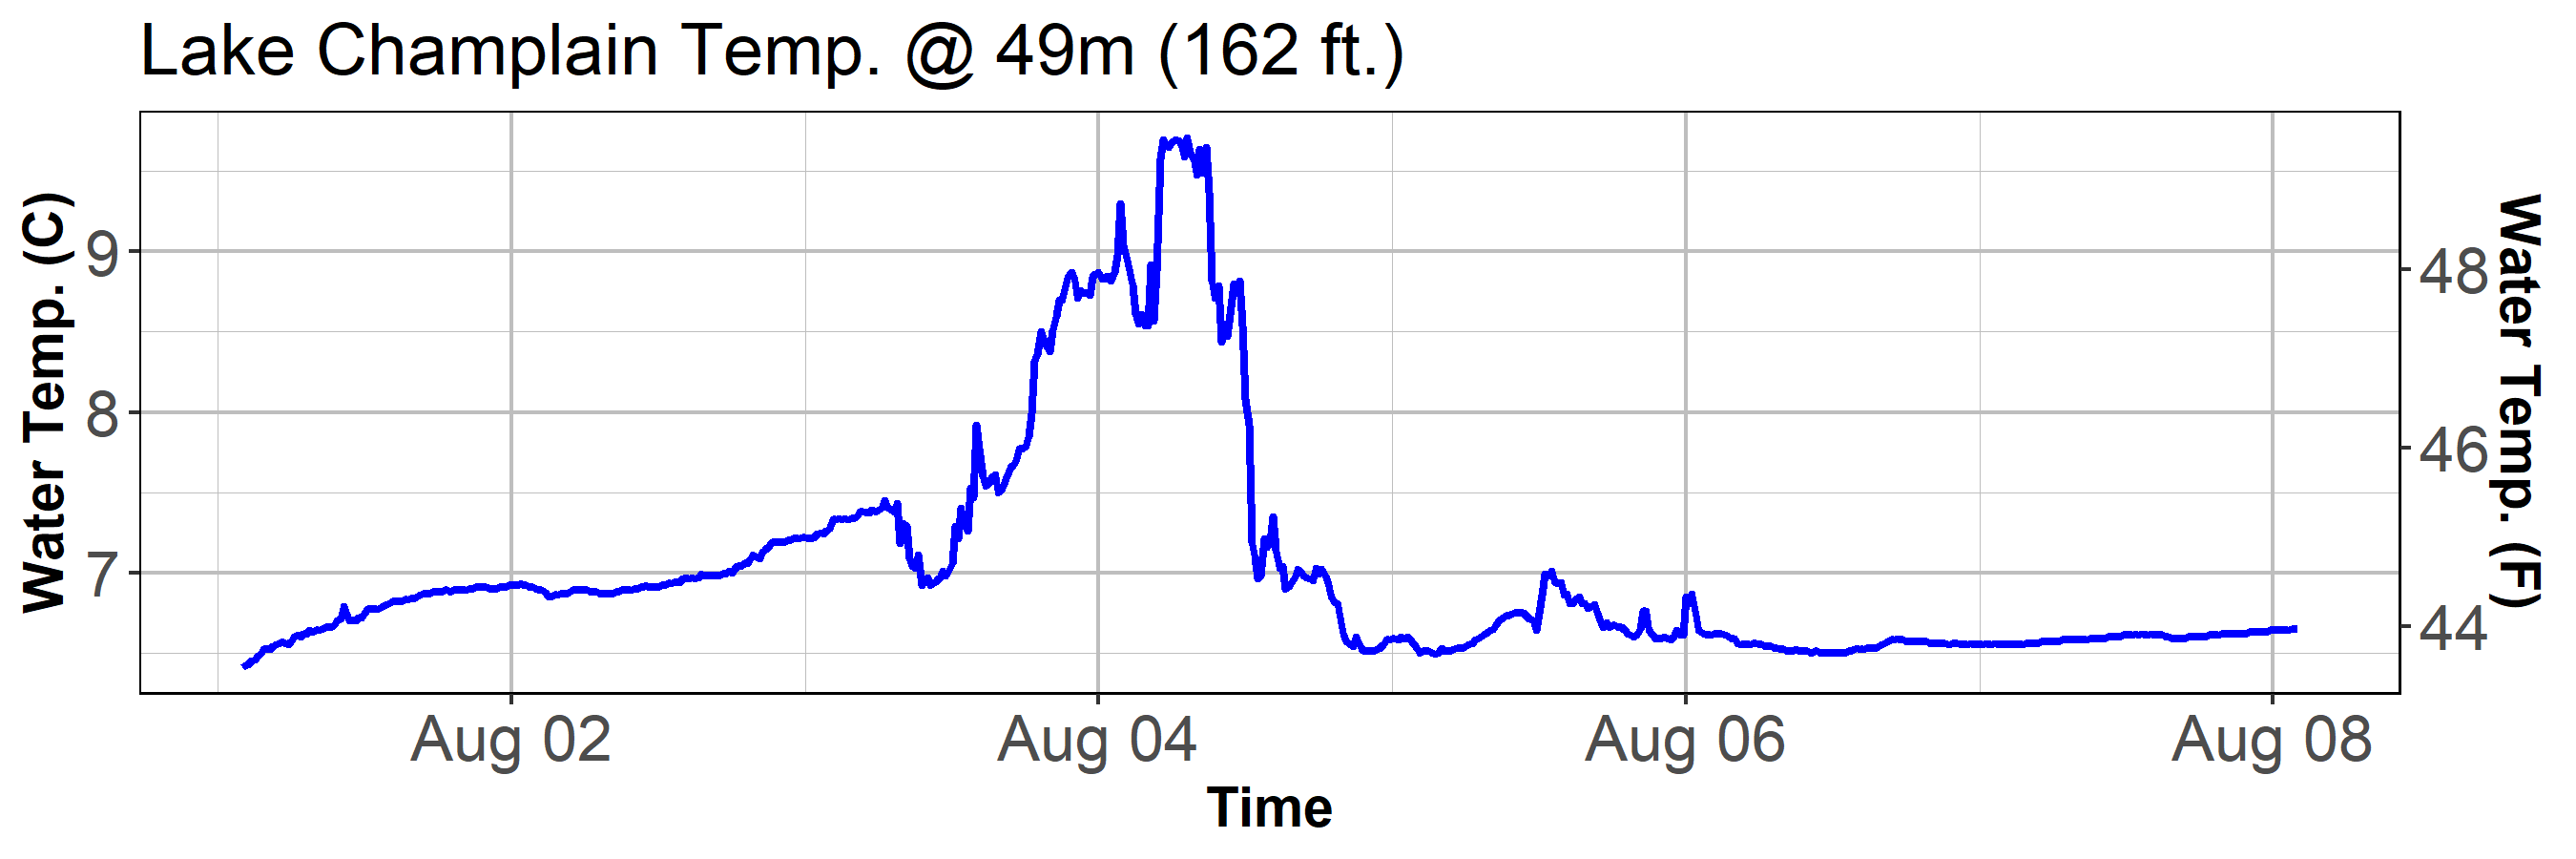 Lake Champlain Temp. @ 49m (162 ft.)
Water Temp. (C)
9
8
7
48
46
44
Water Temp. (F)
Aug 02
Aug 04
Aug 06
Aug 08
Time